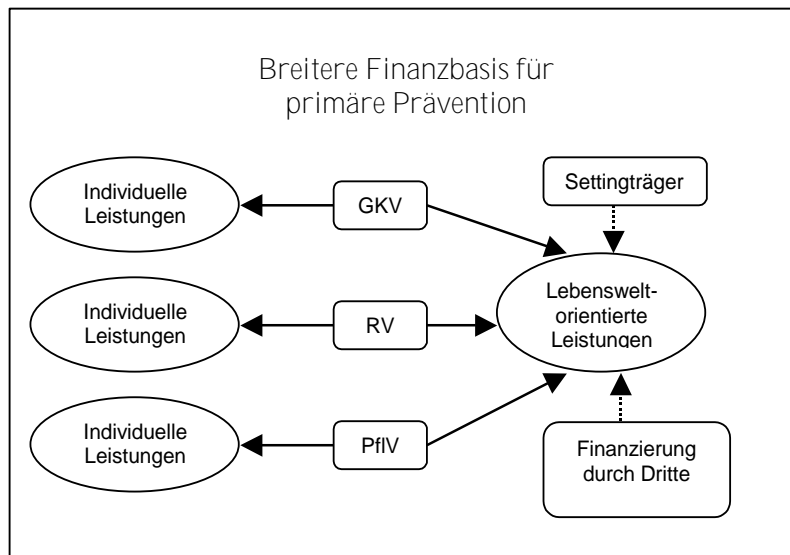 Breitere Finanzbasis für
primäre Prävention
Individuelle
Leistungen
GKV
Settingträger
Individuelle
Leistungen
RV
Lebenswelt-
orientierte
Leistungen
Individuelle
Leistungen
PflV
Finanzierung
durch Dritte